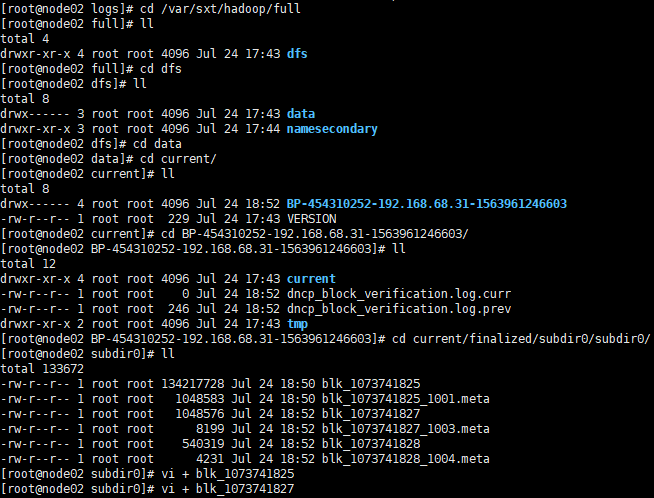 [root@node02 logs]# cd /var/sxt/hadoop/full
[root@node02 full]# ll
total 4
drwxr-xr-x 4 root root 4096 Jul 24 17:43 dfs
[root@node02 full]# cd dfs
[root@node02 dfs]# ll
total 8
drwx------ 3 root root 4096 Jul 24 17:43 data
drwxr-xr-x 3 root root 4096 Jul 24 17:44 namesecondary
[root@node02 dfs]# cd data
[root@node02 data]# cd current/
[root@node02 current]# ll
total 8
drwx------ 4 root root 4096 Jul 24 18:52 BP-454310252-192.168.68.31-1563961246603
-rw-r--r-- 1 root root  229 Jul 24 17:43 VERSION
[root@node02 current]# cd BP-454310252-192.168.68.31-1563961246603/
[root@node02 BP-454310252-192.168.68.31-1563961246603]# ll
total 12
drwxr-xr-x 4 root root 4096 Jul 24 17:43 current
-rw-r--r-- 1 root root    0 Jul 24 18:52 dncp_block_verification.log.curr
-rw-r--r-- 1 root root  246 Jul 24 18:52 dncp_block_verification.log.prev
drwxr-xr-x 2 root root 4096 Jul 24 17:43 tmp
[root@node02 BP-454310252-192.168.68.31-1563961246603]# cd current/finalized/subdir0/subdir0/
[root@node02 subdir0]# ll
total 133672
-rw-r--r-- 1 root root 134217728 Jul 24 18:50 blk_1073741825
-rw-r--r-- 1 root root   1048583 Jul 24 18:50 blk_1073741825_1001.meta
-rw-r--r-- 1 root root   1048576 Jul 24 18:52 blk_1073741827
-rw-r--r-- 1 root root      8199 Jul 24 18:52 blk_1073741827_1003.meta
-rw-r--r-- 1 root root    540319 Jul 24 18:52 blk_1073741828
-rw-r--r-- 1 root root      4231 Jul 24 18:52 blk_1073741828_1004.meta
[root@node02 subdir0]# vi + blk_1073741825
[root@node02 subdir0]# vi + blk_1073741827